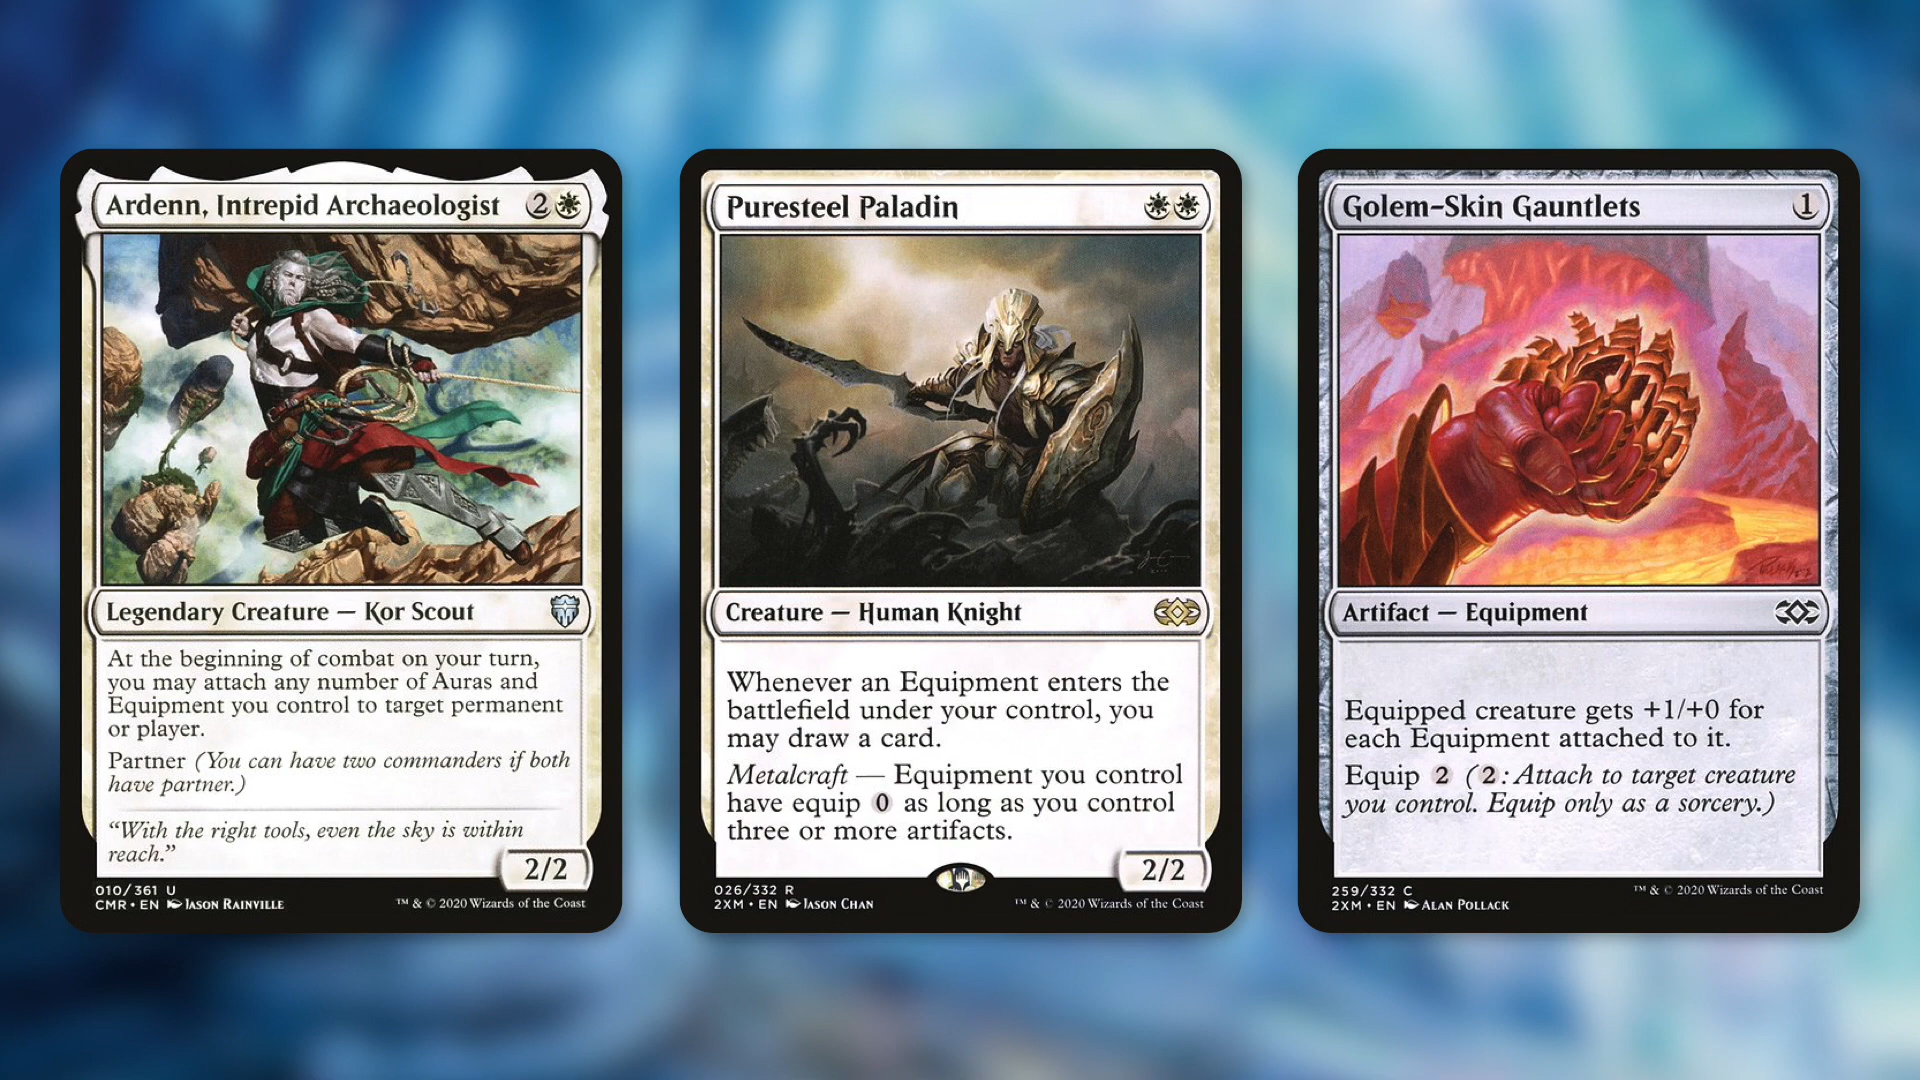 Ardenn, Intrepid Archaeologist 2
Legendary Creature — Kor Scout
At the beginning of combat on your turn,
you may attach any number of Auras and
Equipment you control to target permanent
or player.
Partner (You can have two commanders if both
have partner.)
“With the right tools, even the sky is within
reach.”
2/2
010/361 U
CMR • EN Jason Rainville
™ & © 2020 Wizards of the Coast
Puresteel Paladin
Creature — Human Knight
Whenever an Equipment enters the
battlefield under your control, you
may draw a card.
Metalcraft — Equipment you control
have equip 0 as long as you control
three or more artifacts.
2/2
026/332 R
2XM • EN Jason Chan
™ & © 2020 Wizards of the Coast
Golem-Skin Gauntlets 1
Artifact — Equipment
Equipped creature gets +1/+0 for
each Equipment attached to it.
Equip 2 (2: Attach to target creature
you control. Equip only as a sorcery.)
259/332 C
2XM • EN Alan Pollack
™ & © 2020 Wizards of the Coast